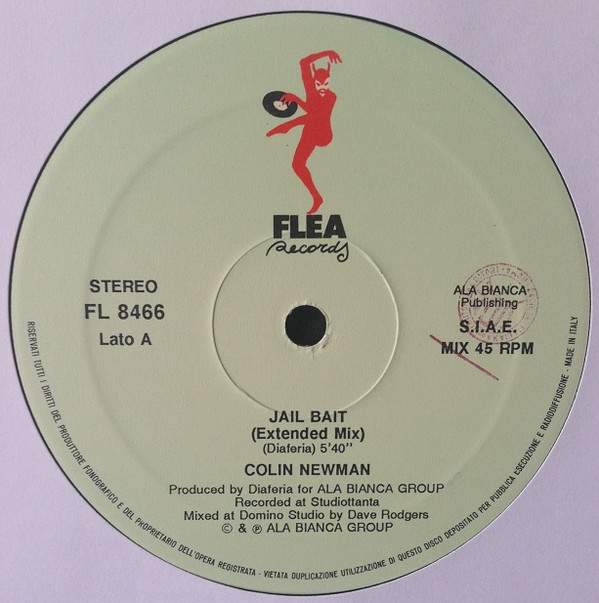 FLEA
Records
STEREO
FL 8466
Lato A
ALA BIANCA
Publishing
S.I.A.E.
MIX 45 RPM
JAIL BAIT
(Extended Mix)
(Diaferia) 5'40"
COLIN NEWMAN
Produced by Diaferia for ALA BIANCA GROUP
Recorded at Studiottanta
Mixed at Domino Studio by Dave Rodgers
© & ℗ ALA BIANCA GROUP
RISERVATI TUTTI I DIRITTI DEL PRODUTTORE FONOGRAFICO E DEL PROPRIETARIO DELL'OPERA REGISTRATA - VIETATA DUPLICAZIONE UTILIZZAZIONE DI QUESTO DISCO DEPOSITATO PER PUBBLICA ESECUZIONE E RADIODIFFUSIONE - MADE IN ITALY